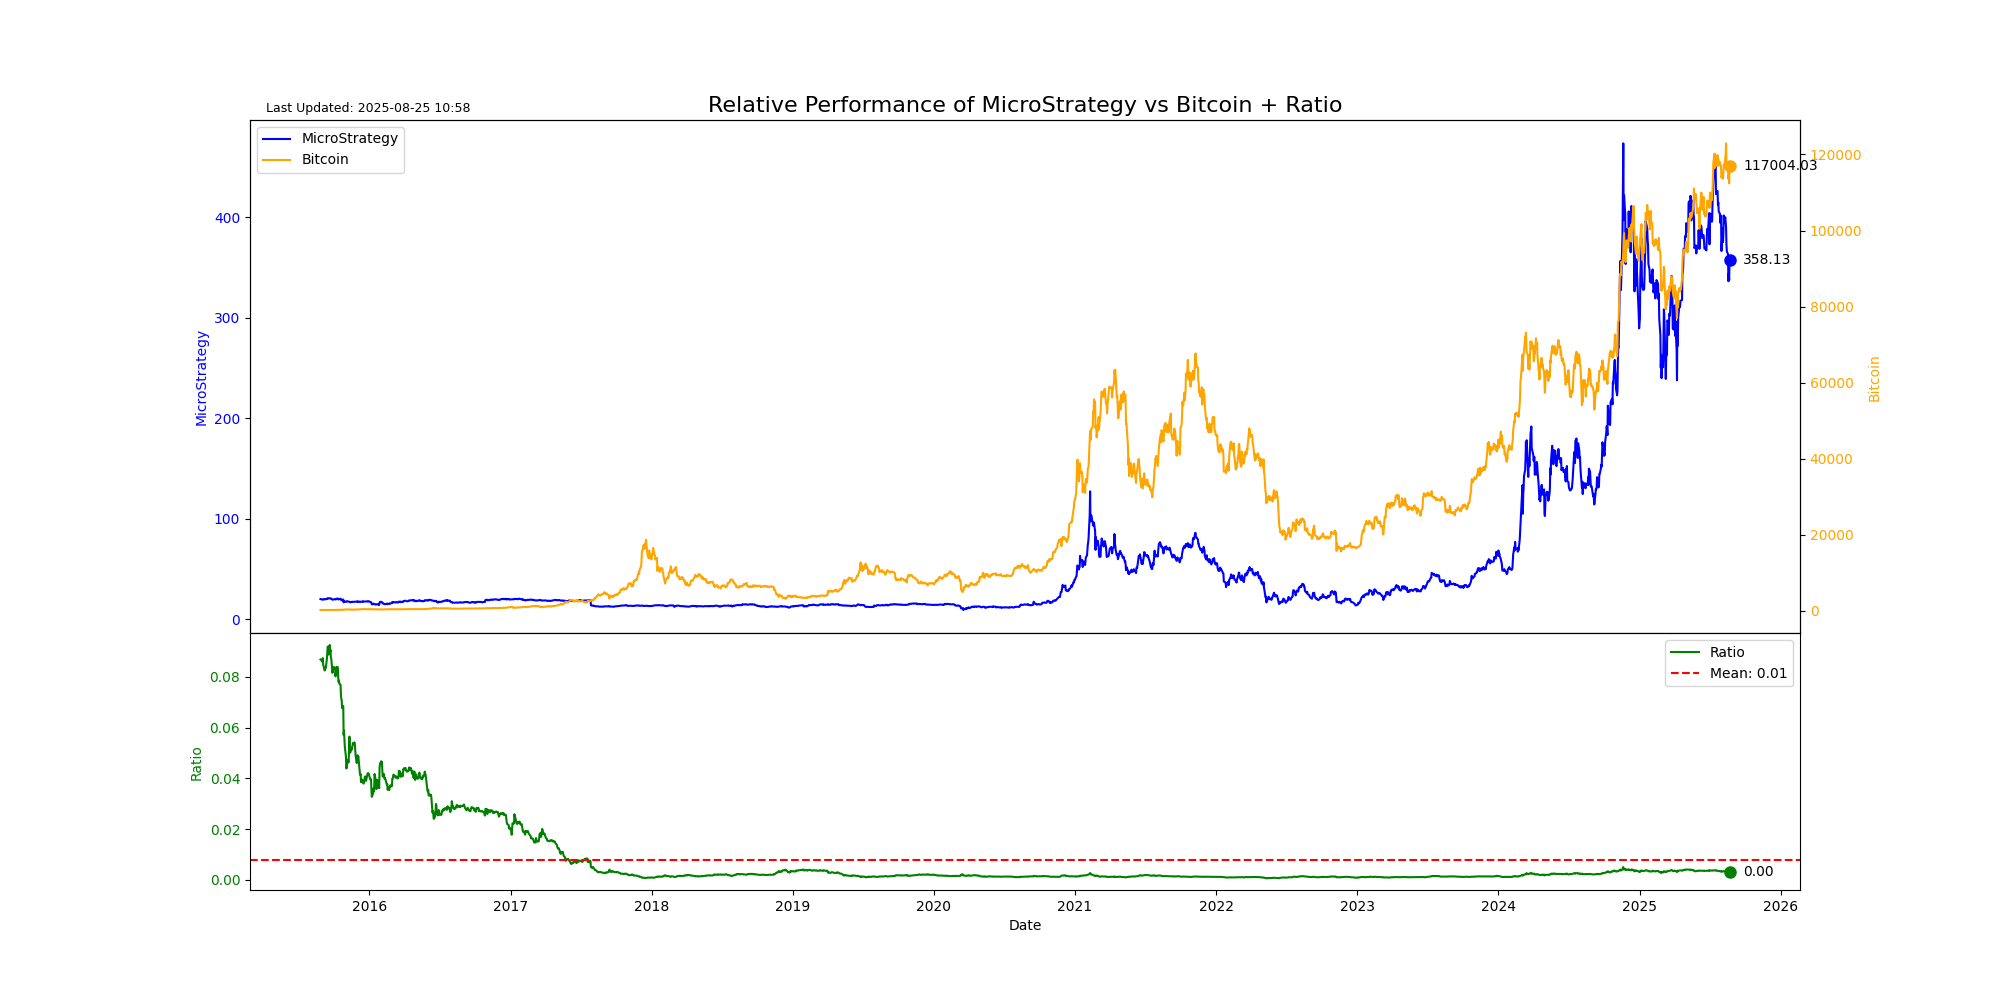 Last Updated: 2025-08-25 10:58
Relative Performance of MicroStrategy vs Bitcoin + Ratio
MicroStrategy
Bitcoin
400
300
200
100
0
MicroStrategy
120000
100000
80000
60000
40000
20000
0
Bitcoin
117004.03
358.13
Ratio
Mean: 0.01
0.08
0.06
0.04
0.02
0.00
Ratio
0.00
2016 2017 2018 2019 2020 2021 2022 2023 2024 2025 2026
Date